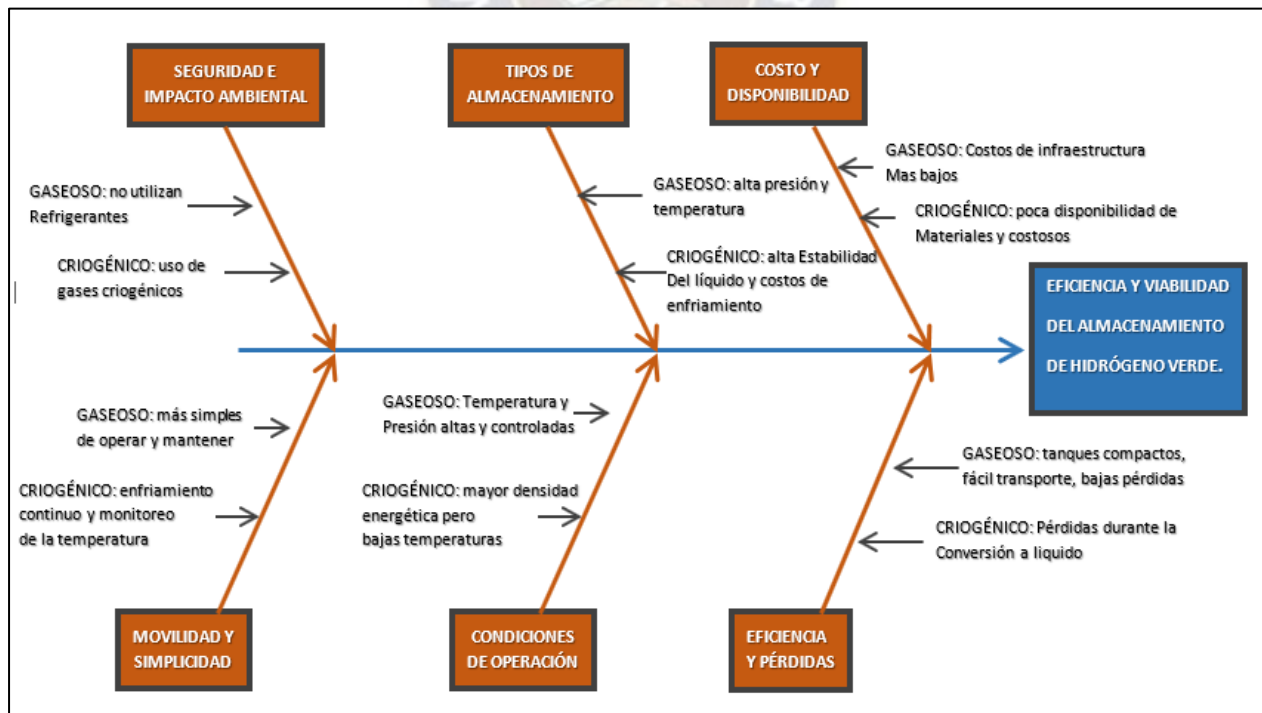 SEGURIDAD E
IMPACTO AMBIENTAL
TIPOS DE
ALMACENAMIENTO
COSTO Y
DISPONIBILIDAD
GASEOSO: no utilizan
Refrigerantes
CRIOGÉNICO: uso de
gases criogénicos
GASEOSO: alta presión y
temperatura
CRIOGÉNICO: alta Estabilidad
Del líquido y costos de
enfriamiento
GASEOSO: Costos de infraestructura
Mas bajos
CRIOGÉNICO: poca disponibilidad de
Materiales y costosos
EFICIENCIA Y VIABILIDAD
DEL ALMACENAMIENTO
DE HIDRÓGENO VERDE.
GASEOSO: más simples
de operar y mantener
CRIOGÉNICO: enfriamiento
continuo y monitoreo
de la temperatura
GASEOSO: Temperatura y
Presión altas y controladas
CRIOGÉNICO: mayor densidad
energética pero
bajas temperaturas
GASEOSO: tanques compactos,
fácil transporte, bajas pérdidas
CRIOGÉNICO: Pérdidas durante la
Conversión a liquido
MOVILIDAD Y
SIMPLICIDAD
CONDICIONES
DE OPERACIÓN
EFICIENCIA
Y PÉRDIDAS